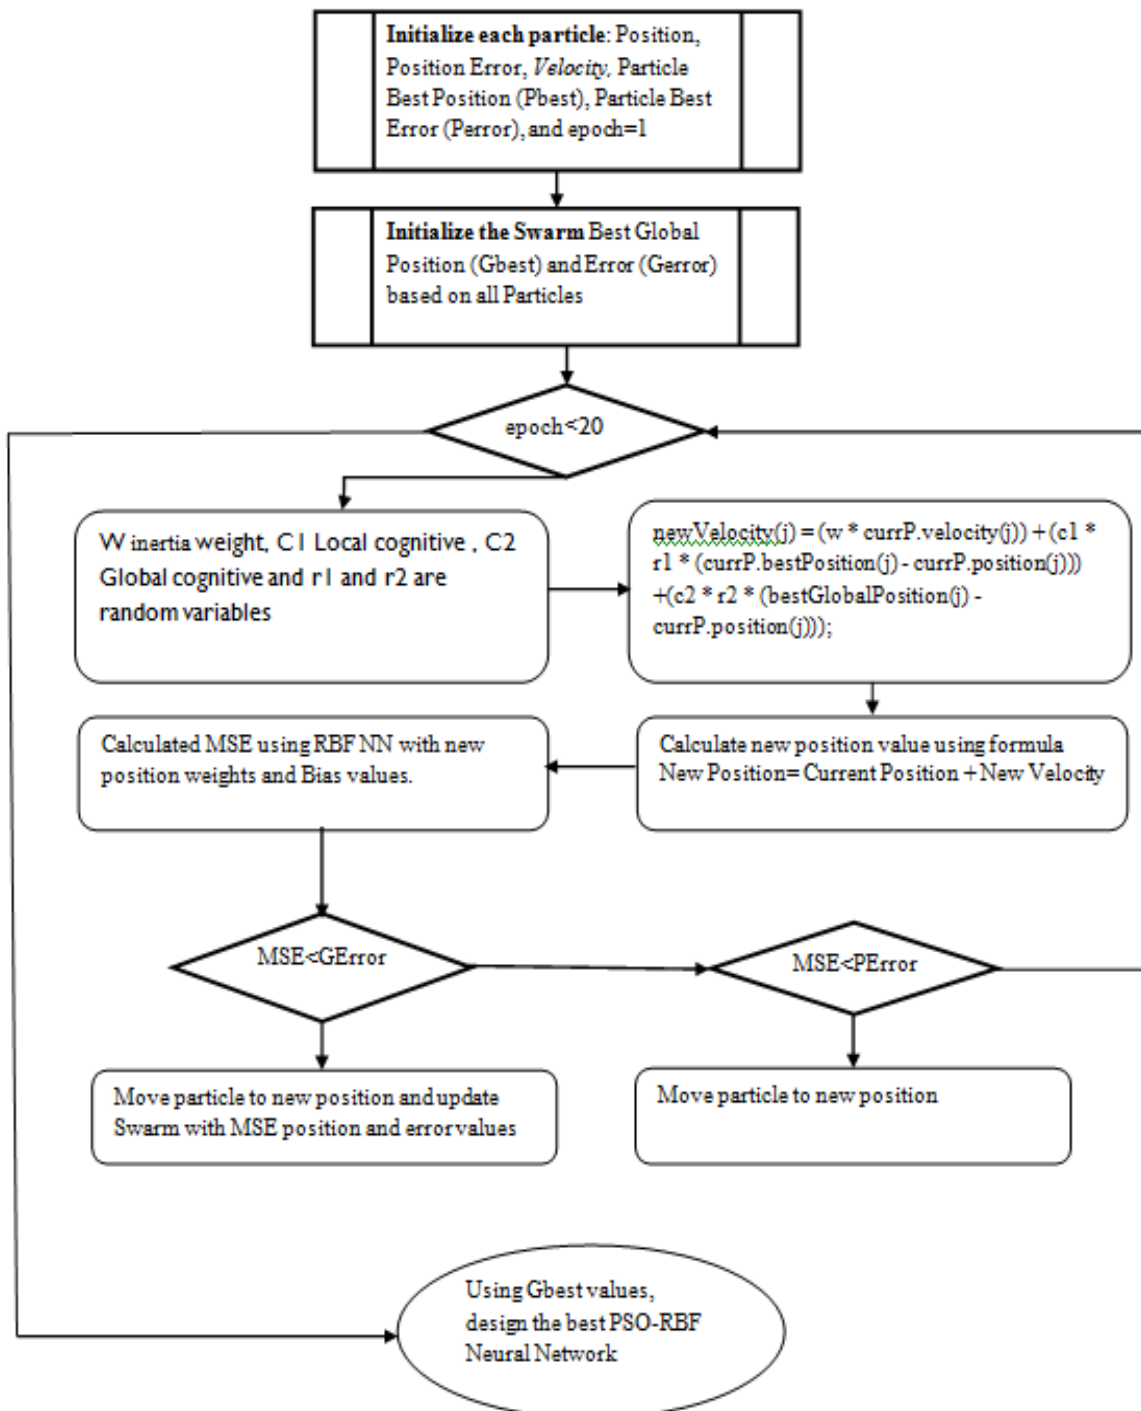 Initialize each particle: Position,
Position Error, Velocity, Particle
Best Position (Pbest), Particle Best
Error (Perror), and epoch=1
Initialize the Swarm Best Global
Position (Gbest) and Error (Gerror)
based on all Particles
epoch<20
W inertia weight, C1 Local cognitive , C2
Global cognitive and r1 and r2 are
random variables
newVelocity(j) = (w * currP.velocity(j)) + (c1 *
r1 * (currP.bestPosition(j) - currP.position(j)))
+(c2 * r2 * (bestGlobalPosition(j) -
currP.position(j)));
Calculated MSE using RBF NN with new
position weights and Bias values.
Calculate new position value using formula
New Position= Current Position + New Velocity
MSE<GError
MSE<PError
Move particle to new position and update
Swarm with MSE position and error values
Move particle to new position
Using Gbest values,
design the best PSO-RBF
Neural Network